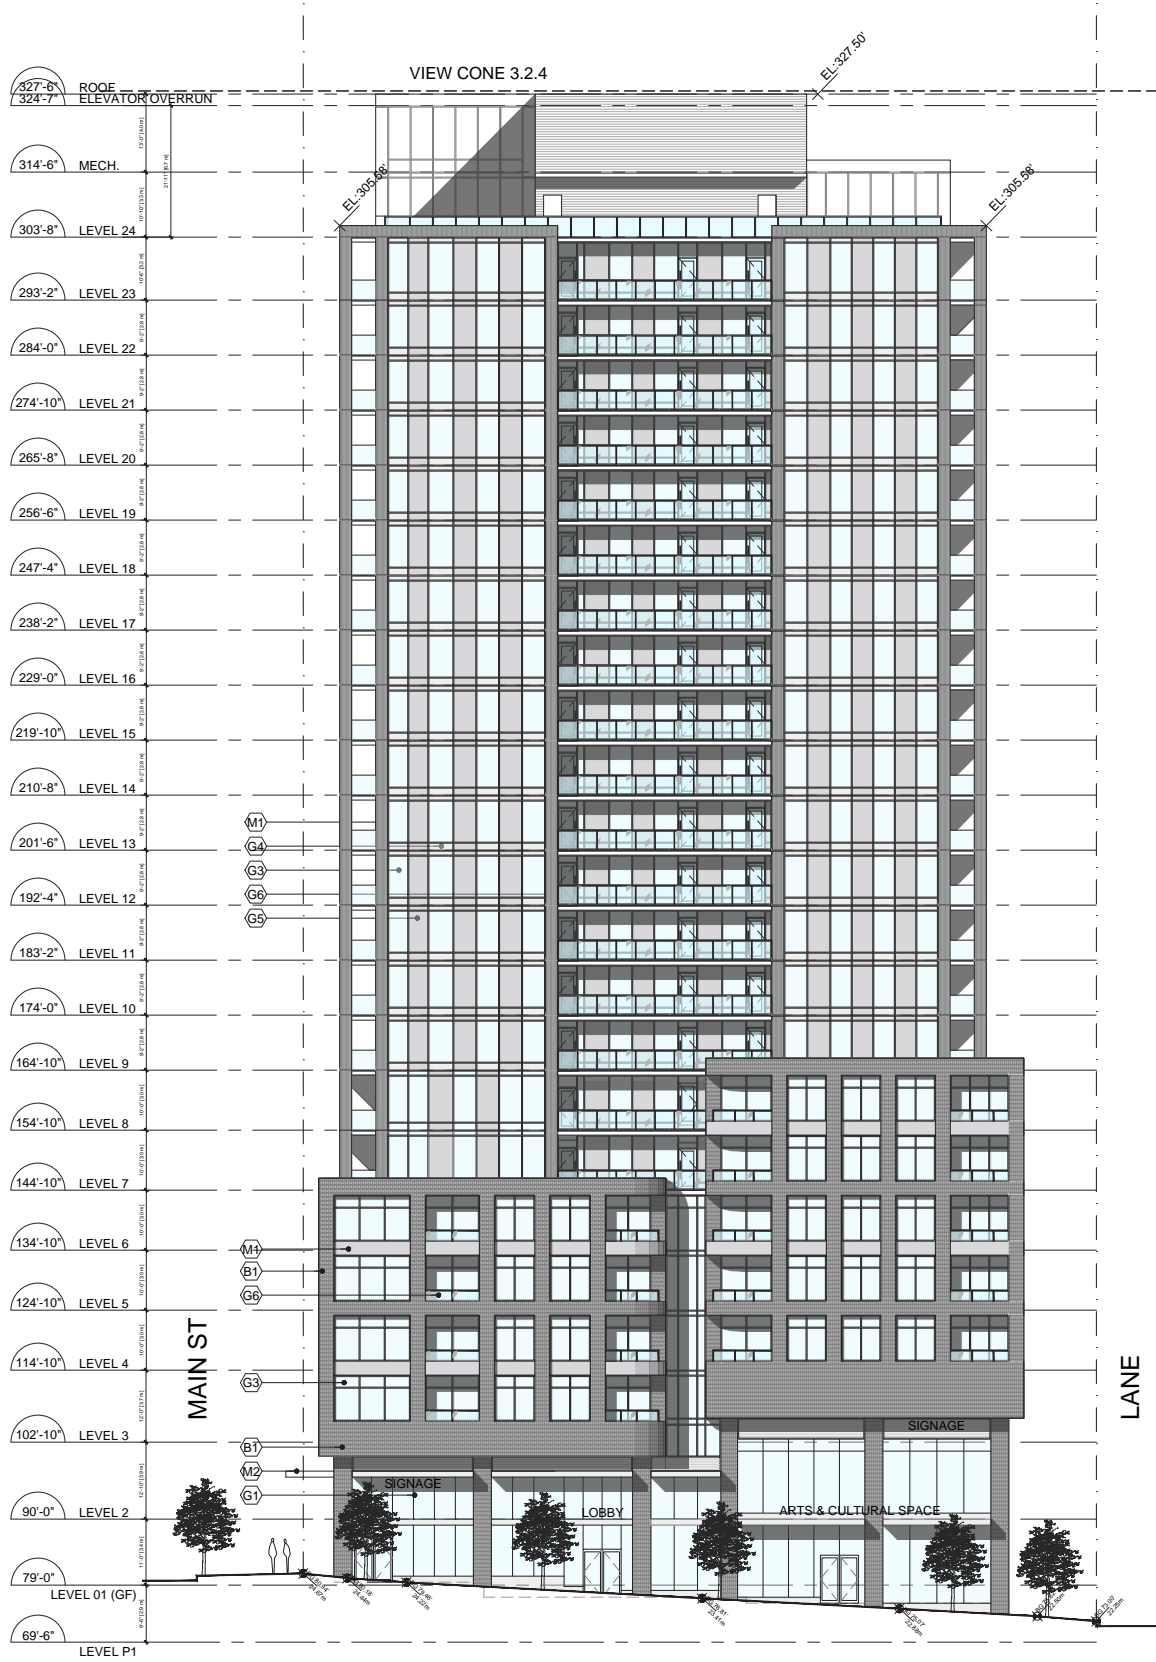 VIEW CONE 3.2.4
EL:327.50'
327'-6" ROOF
324'-7" ELEVATOR OVERRUN
314'-6" MECH.
EL:305.58'
EL:305.58'
303'-8" LEVEL 24
293'-2" LEVEL 23
284'-0" LEVEL 22
274'-10" LEVEL 21
265'-8" LEVEL 20
256'-6" LEVEL 19
247'-4" LEVEL 18
238'-2" LEVEL 17
229'-0" LEVEL 16
219'-10" LEVEL 15
210'-8" LEVEL 14
M1
201'-6" LEVEL 13
G4
G3
192'-4" LEVEL 12
G6
G5
183'-2" LEVEL 11
174'-0" LEVEL 10
164'-10" LEVEL 9
154'-10" LEVEL 8
144'-10" LEVEL 7
134'-10" LEVEL 6
M1
B1
G6
124'-10" LEVEL 5
114'-10" LEVEL 4
G3
MAIN ST
LANE
102'-10" LEVEL 3
SIGNAGE
B1
M2
SIGNAGE
G1
90'-0" LEVEL 2
LOBBY
ARTS & CULTURAL SPACE
79'-0"
LEVEL 01 (GF)
69'-6"
LEVEL P1